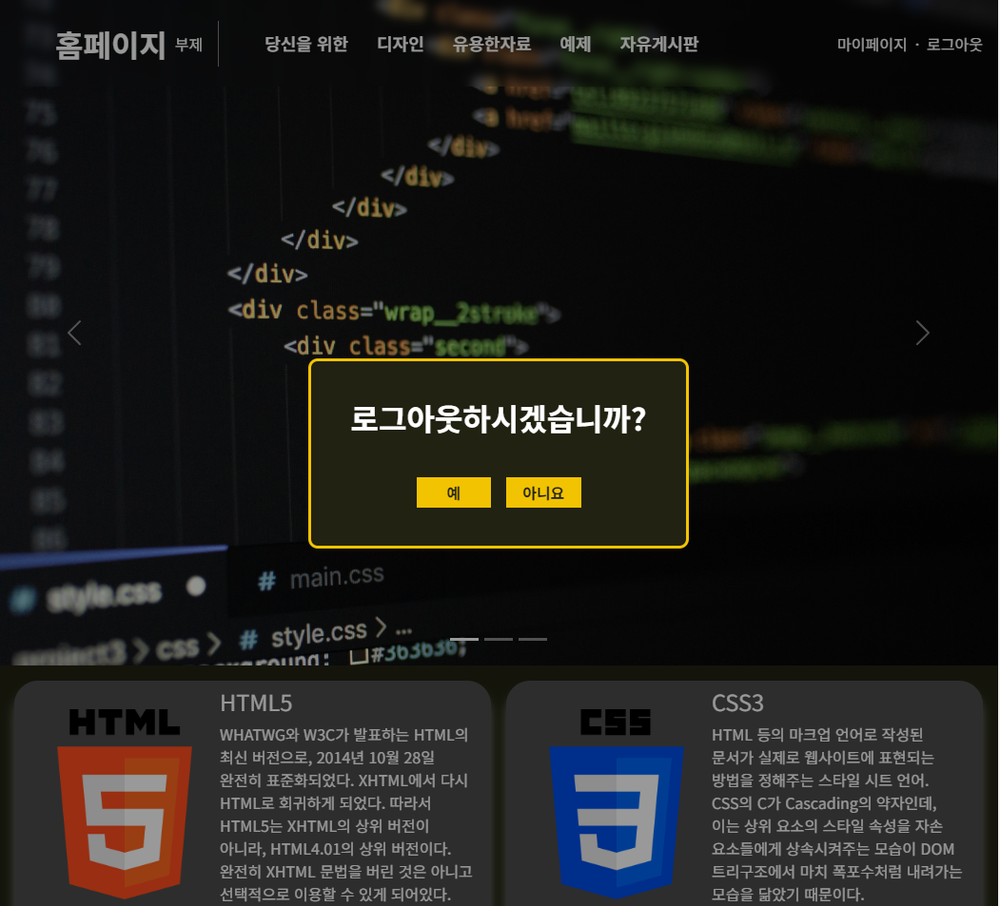 홈페이지 부제
당신을 위한 디자인 유용한자료 예제 자유게시판
마이페이지 · 로그아웃
75
76
77
78
79
80
81
82
83
84
85
86
</div>
</div>
</div>
</div>
</div>
<div class="wrap__2stroke">
<div class="second">
로그아웃하시겠습니까?
예 아니요
# style.css
# main.css
project3 > css > # style.css > ...
#363636;
HTML5
HTML
5
WHATWG와 W3C가 발표하는 HTML의
최신 버전으로, 2014년 10월 28일
완전히 표준화되었다. XHTML에서 다시
HTML로 회귀하게 되었다. 따라서
HTML5는 XHTML의 상위 버전이
아니라, HTML4.01의 상위 버전이다.
완전히 XHTML 문법을 버린 것은 아니고
선택적으로 이용할 수 있게 되어있다.
CSS3
CSS
3
HTML 등의 마크업 언어로 작성된
문서가 실제로 웹사이트에 표현되는
방법을 정해주는 스타일 시트 언어.
CSS의 C가 Cascading의 약자인데,
이는 상위 요소의 스타일 속성을 자손
요소들에게 상속시켜주는 모습이 DOM
트리구조에서 마치 폭포수처럼 내려가는
모습을 닮았기 때문이다.